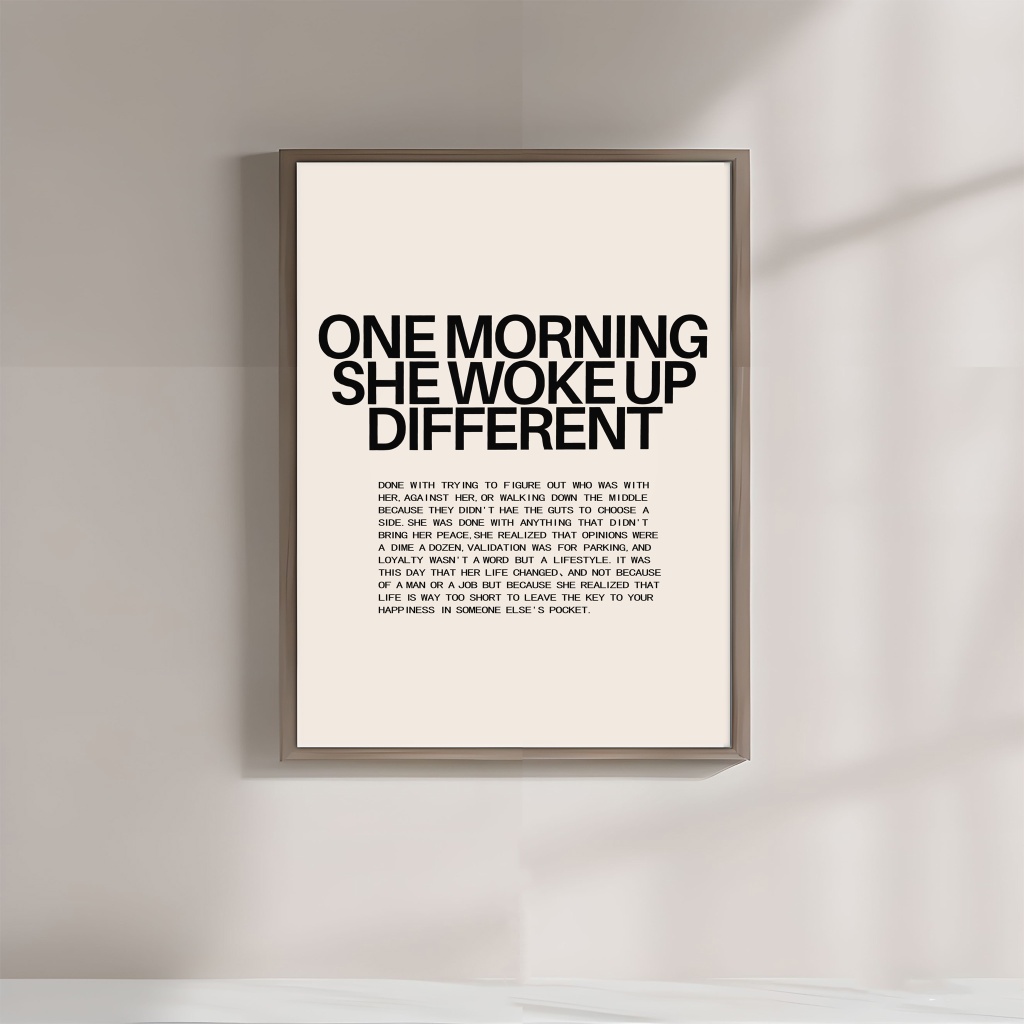 ONE MORNING
SHE WOKE UP
DIFFERENT
DONE WITH TRYING TO FIGURE OUT WHO WAS WITH
HER, AGAINST HER, OR WALKING DOWN THE MIDDLE
BECAUSE THEY DIDN'T HAE THE GUTS TO CHOOSE A
SIDE. SHE WAS DONE WITH ANYTHING THAT DIDN'T
BRING HER PEACE, SHE REALIZED THAT OPINIONS WERE
A DIME A DOZEN, VALIDATION WAS FOR PARKING, AND
LOYALTY WASN'T A WORD BUT A LIFESTYLE. IT WAS
THIS DAY THAT HER LIFE CHANGED, AND NOT BECAUSE
OF A MAN OR A JOB BUT BECAUSE SHE REALIZED THAT
LIFE IS WAY TOO SHORT TO LEAVE THE KEY TO YOUR
HAPPINESS IN SOMEONE ELSE'S POCKET.